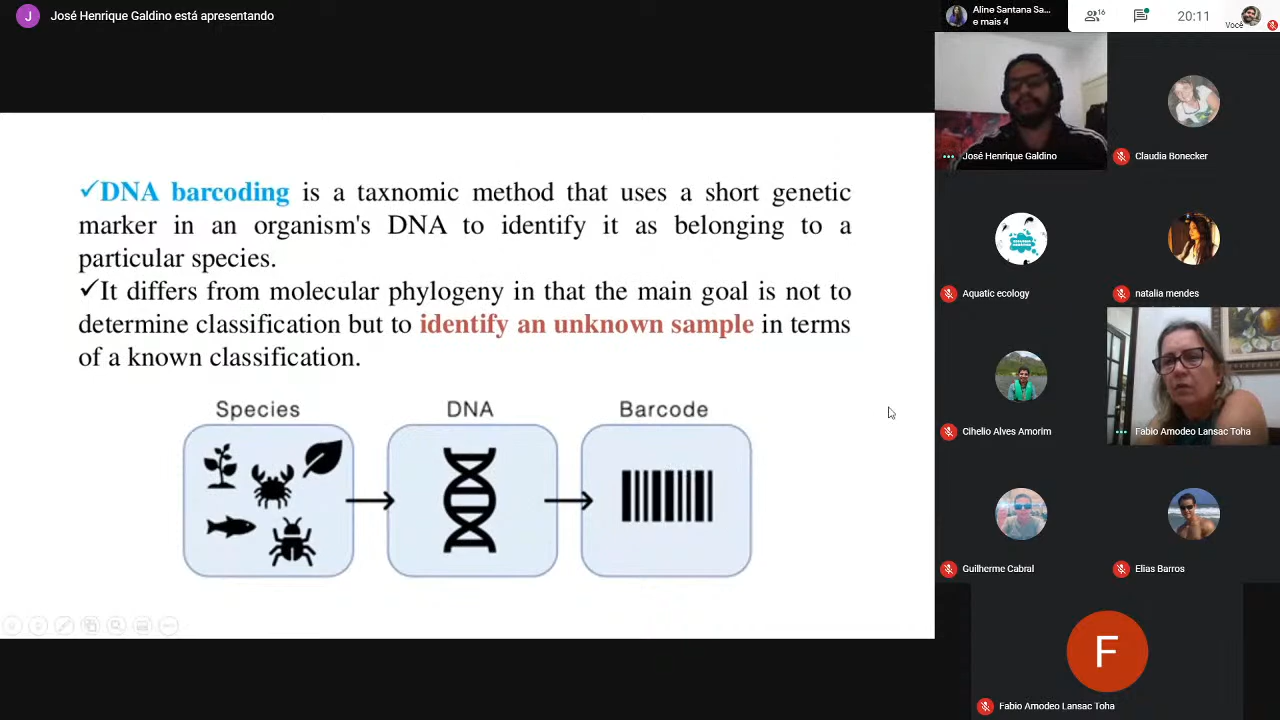 J
José Henrique Galdino está apresentando
Aline Santana Sa...
e mais 4
16
20:11
Você
✓DNA barcoding is a taxnomic method that uses a short genetic
marker in an organism's DNA to identify it as belonging to a
particular species.
✓It differs from molecular phylogeny in that the main goal is not to
determine classification but to identify an unknown sample in terms
of a known classification.
Species
DNA
Barcode
José Henrique Galdino
Claudia Bonecker
Aquatic ecology
natalia mendes
Cihelio Alves Amorim
Fabio Amodeo Lansac Toha
Guilherme Cabral
Elias Barros
F
Fabio Amodeo Lansac Toha